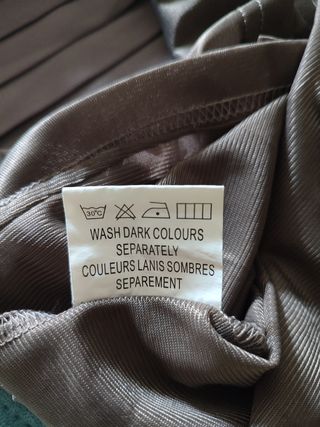 30°C
WASH DARK COLOURS
SEPARATELY
COULEURS LANIS SOMBRES
SEPAREMENT